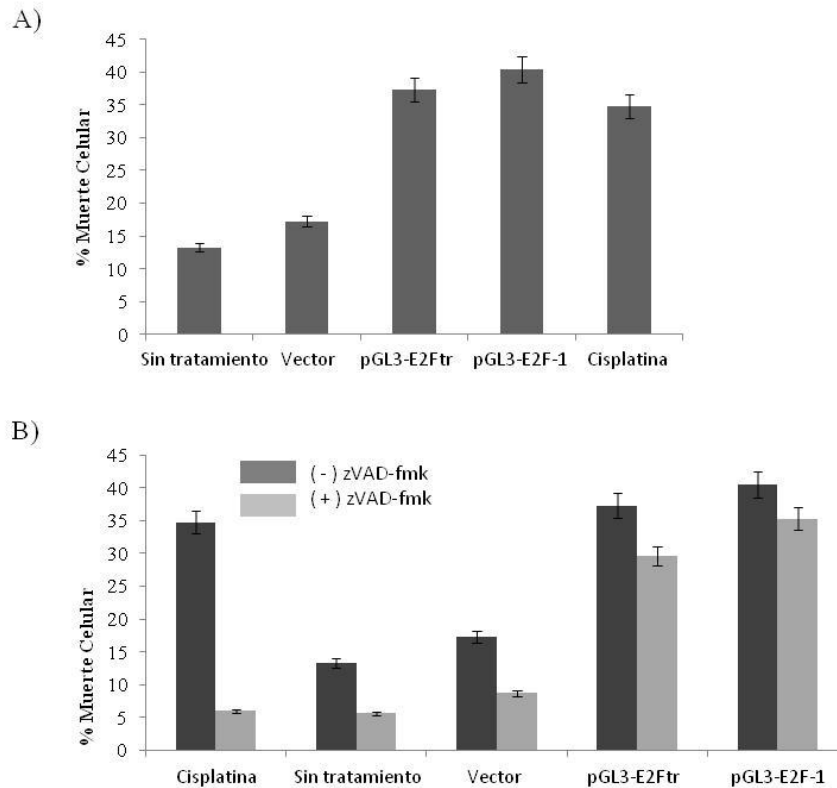 A)
% Muerte Celular
45
40
35
30
25
20
15
10
5
0
Sin tratamiento Vector pGL3-E2Ftr pGL3-E2F-1 Cisplatina
B)
% Muerte Celular
45
40
35
30
25
20
15
10
5
0
( - ) zVAD-fmk
( + ) zVAD-fmk
Cisplatina Sin tratamiento Vector pGL3-E2Ftr pGL3-E2F-1